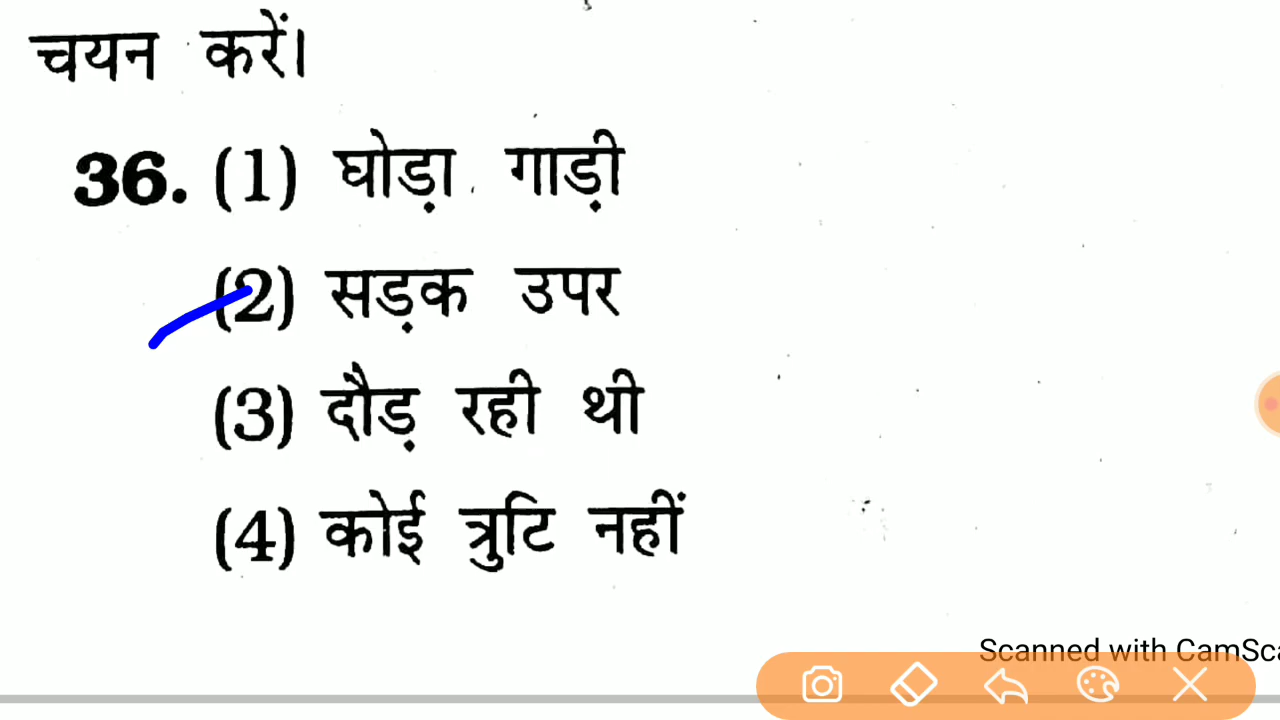 चयन करें।
36. (1) घोड़ा गाड़ी
(2) सड़क उपर
(3) दौड़ रही थी
(4) कोई त्रुटि नहीं
Scanned with CamSca